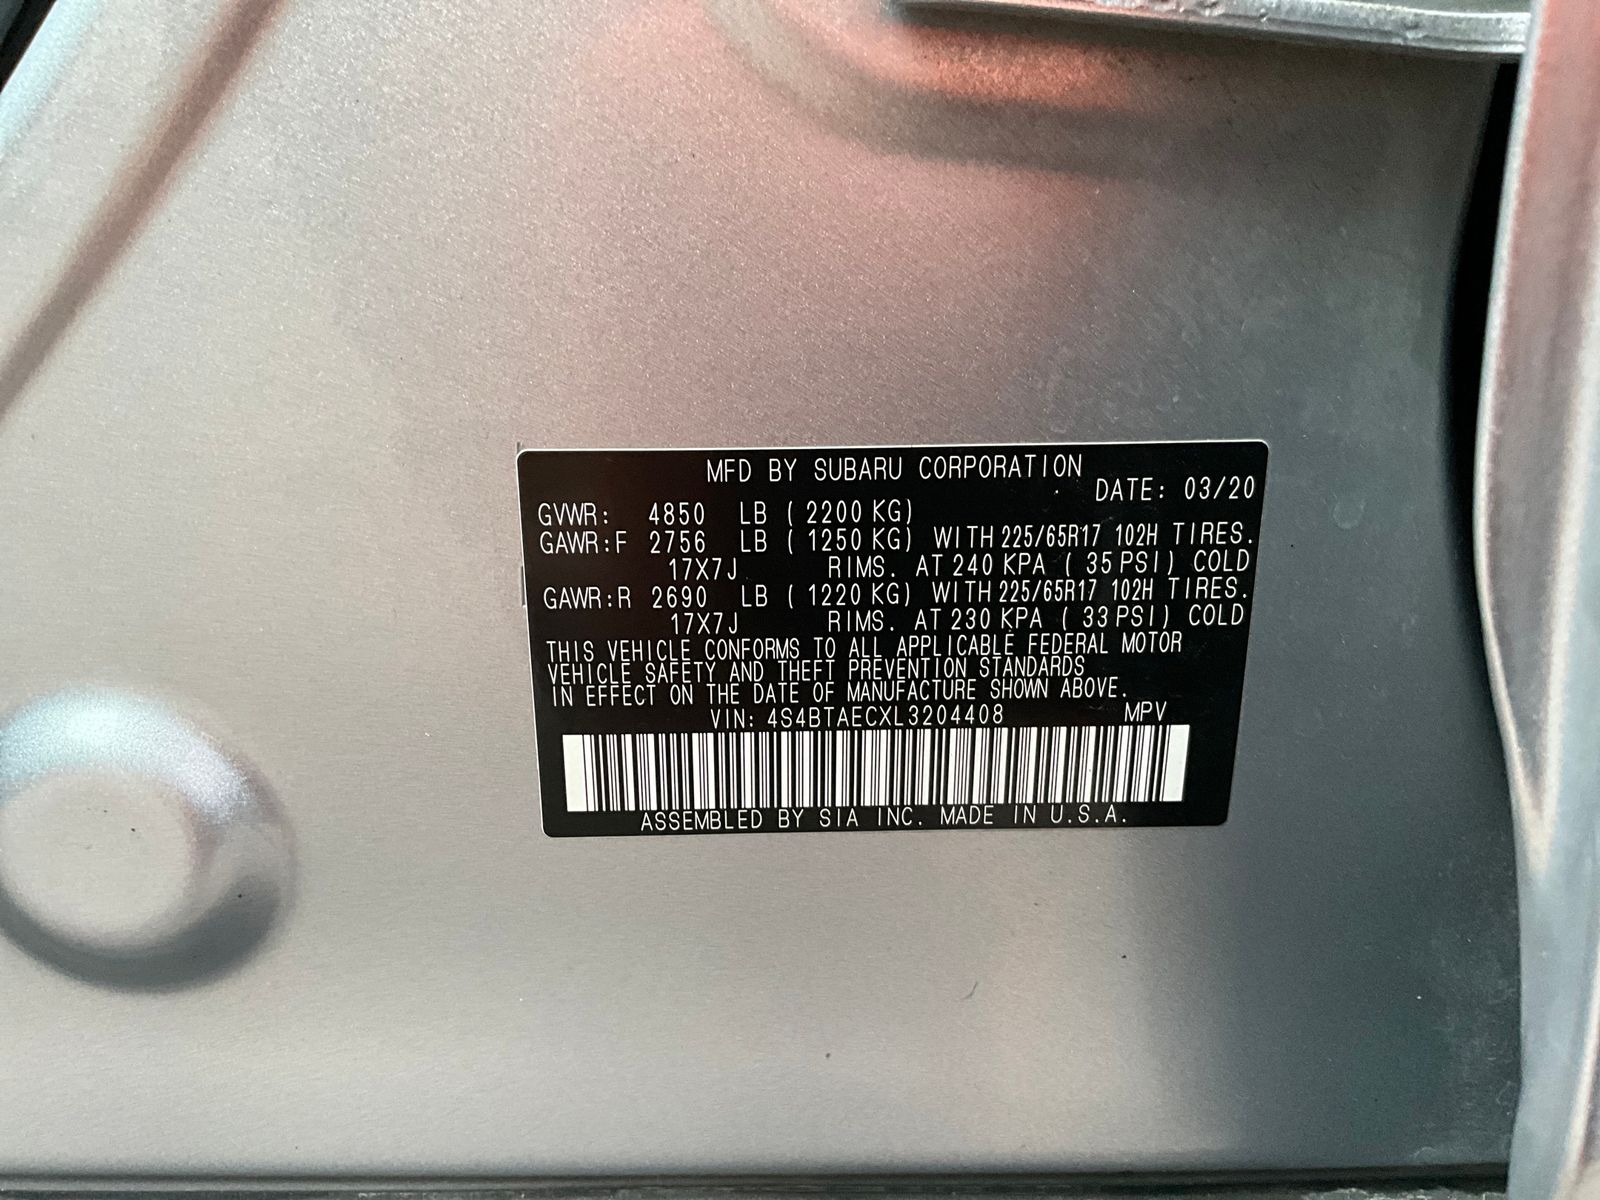 MFD BY SUBARU CORPORATION
DATE: 03/20
GVWR: 4850 LB ( 2200 KG)
GAWR:F 2756 LB ( 1250 KG) WITH 225/65R17 102H TIRES.
17X7J RIMS. AT 240 KPA ( 35 PSI) COLD
GAWR:R 2690 LB ( 1220 KG) WITH 225/65R17 102H TIRES.
17X7J RIMS. AT 230 KPA ( 33 PSI) COLD
THIS VEHICLE CONFORMS TO ALL APPLICABLE FEDERAL MOTOR
VEHICLE SAFETY AND THEFT PREVENTION STANDARDS
IN EFFECT ON THE DATE OF MANUFACTURE SHOWN ABOVE.
VIN: 4S4BTAECXL3204408 MPV
ASSEMBLED BY SIA INC. MADE IN U.S.A.